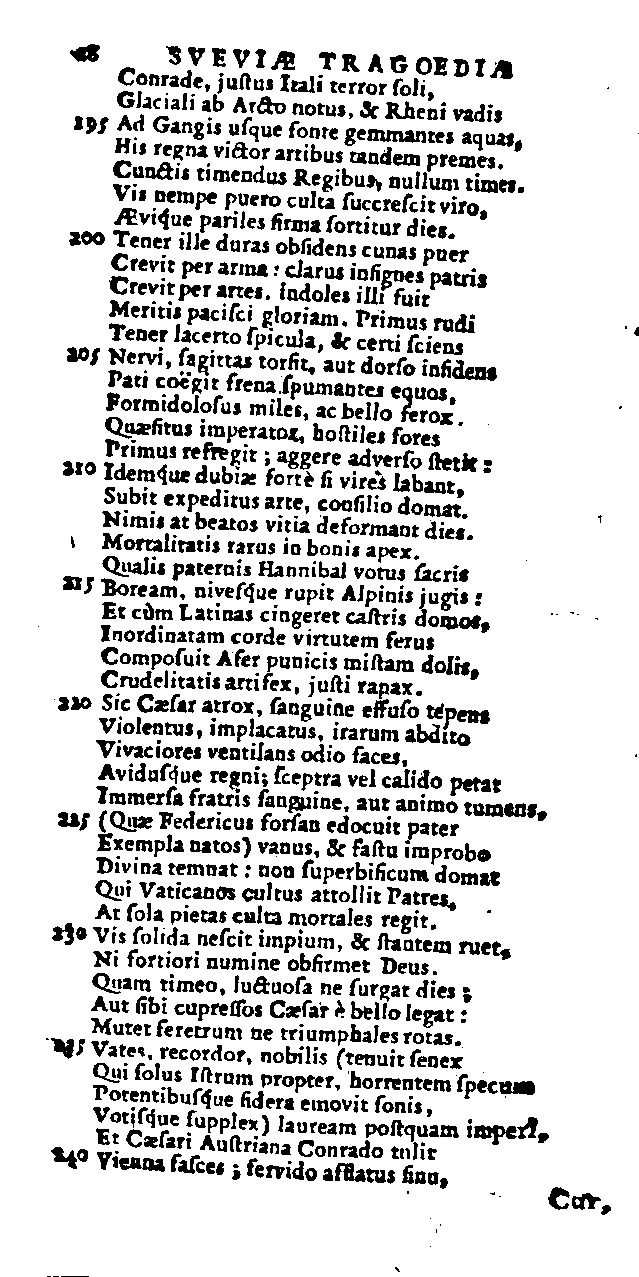 28 SVEVIÆ TRAGOEDIÆ
Conrade, juſtus Itali terror ſoli,
Glaciali ab Arcto notus, & Rheni vadis
195 Ad Gangis uſque fonte gemmantes aquas,
His regna victor artibus tandem premes.
Cunctis timendus Regibus, nullum times.
Vis nempe puero culta ſuccreſcit viro,
Ævique pariles firma ſortitur dies.
200 Tener ille duras obſidens cunas puer
Crevit per arma : clarus inſignes patris
Crevit per artes. Indoles illi fuit
Meritis paciſci gloriam. Primus rudi
Tener lacerto ſpicula, & certi ſciens
205 Nervi, ſagittas torſit, aut dorſo inſidens
Pati coëgit frena ſpumantes equos,
Formidoloſus miles, ac bello ferox.
Quæſitus imperator, hoſtiles fores
Primus refregit ; aggere adverſo ſtetit :
210 Idemque dubiæ fortè ſi vires labant,
Subit expeditus arte, conſilio domat.
Nimis at beatos vitia deformant dies.
Mortalitatis rarus in bonis apex.
Qualis paternis Hannibal votus ſacris
215 Boream, niveſque rupit Alpinis jugis :
Et cùm Latinas cingeret caſtris domos,
Inordinatam corde virtutem ferus
Compoſuit Afer punicis miſtam dolis,
Crudelitatis artifex, juſti rapax.
220 Sic Cæſar atrox, ſanguine effuſo tepens
Violentus, implacatus, irarum abdito
Vivaciores ventilans odio faces,
Aviduſque regni; ſceptra vel calido petat
Immerſa fratris ſanguine, aut animo tumens,
225 (Quæ Federicus forſan edocuit pater
Exempla natos) vanus, & faſtu improbo
Divina temnat : non ſuperbificum domat
Qui Vaticanos cultus attollit Patres,
At ſola pietas culta mortales regit.
230 Vis ſolida neſcit impium, & ſtantem ruet,
Ni fortiori numine obfirmet Deus.
Quam timeo, luctuoſa ne ſurgat dies ;
Aut ſibi cupreſſos Cæſar è bello legat :
Mutet feretrum ne triumphales rotas.
235 Vates, recordor, nobilis (tenuit ſenex
Qui ſolus Iſtrum propter, horrentem ſpecum
Potentibuſque ſidera emovit ſonis,
Votiſque ſupplex) lauream poſtquam imperî,
Et Cæſari Auſtriana Conrado tulit
240 Vienna faſces ; fervido afflatus ſinu,
Cur,